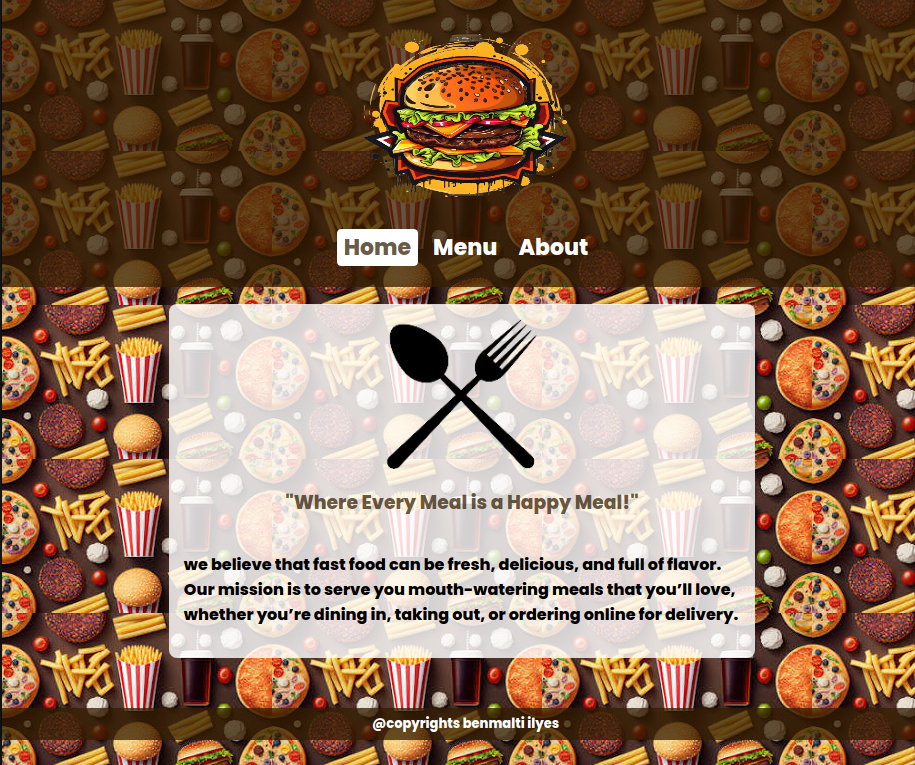 Home Menu About
"Where Every Meal is a Happy Meal!"
we believe that fast food can be fresh, delicious, and full of flavor.
Our mission is to serve you mouth-watering meals that you’ll love,
whether you’re dining in, taking out, or ordering online for delivery.
@copyrights benmalti ilyes